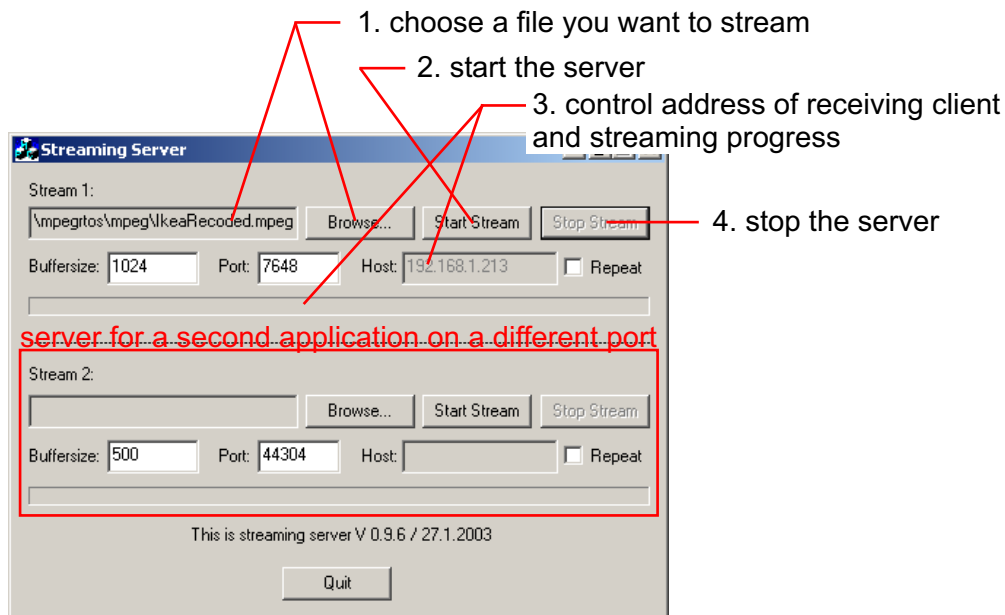 1. choose a file you want to stream
2. start the server
3. control address of receiving client
and streaming progress
Streaming Server
Stream 1:
\mpegrtos\mpeg\IkeaRecoded.mpeg Browse... Start Stream Stop Stream
4. stop the server
Buffersize: 1024 Port: 7648 Host: 192.168.1.213 Repeat
server for a second application on a different port
Stream 2:
Browse... Start Stream Stop Stream
Buffersize: 500 Port: 44304 Host: Repeat
This is streaming server V 0.9.6 / 27.1.2003
Quit